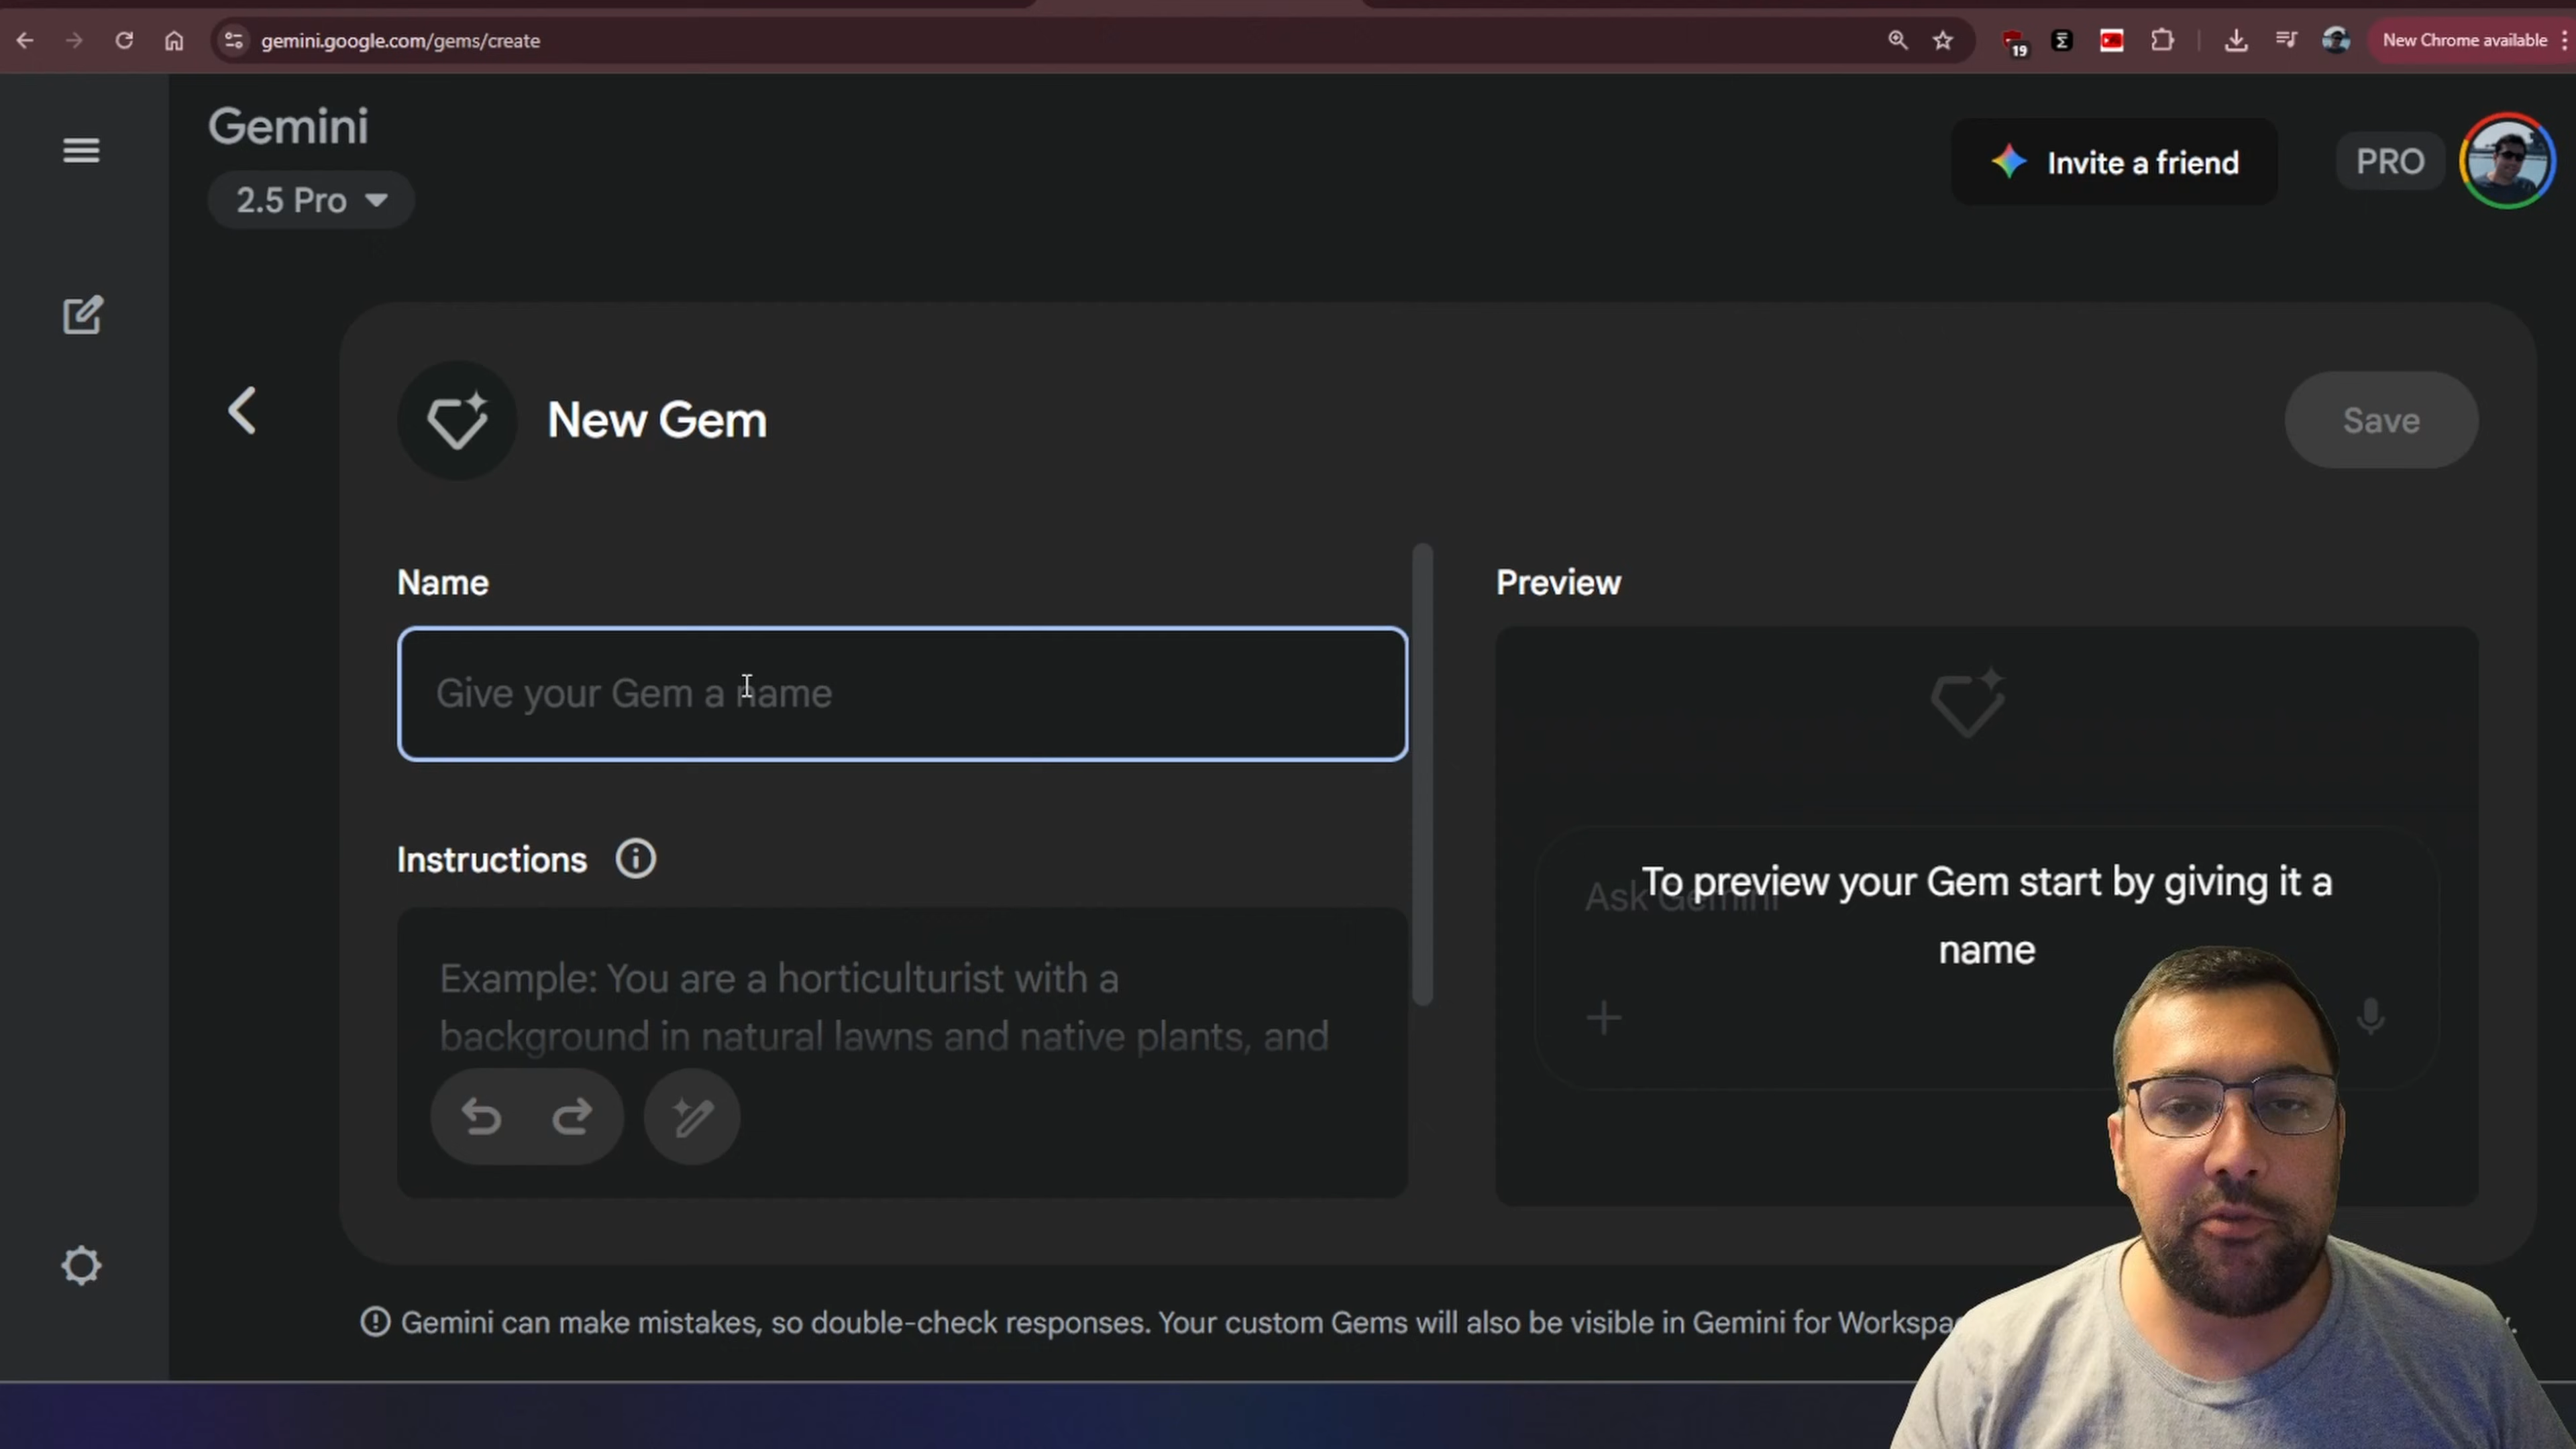 gemini.google.com/gems/create
19
New Chrome available
Gemini
2.5 Pro
Invite a friend
PRO
New Gem
Save
Name
Give your Gem a name
Instructions
Example: You are a horticulturist with a
background in natural lawns and native plants, and
Preview
Ask Gemini
To preview your Gem start by giving it a
name
Gemini can make mistakes, so double-check responses. Your custom Gems will also be visible in Gemini for